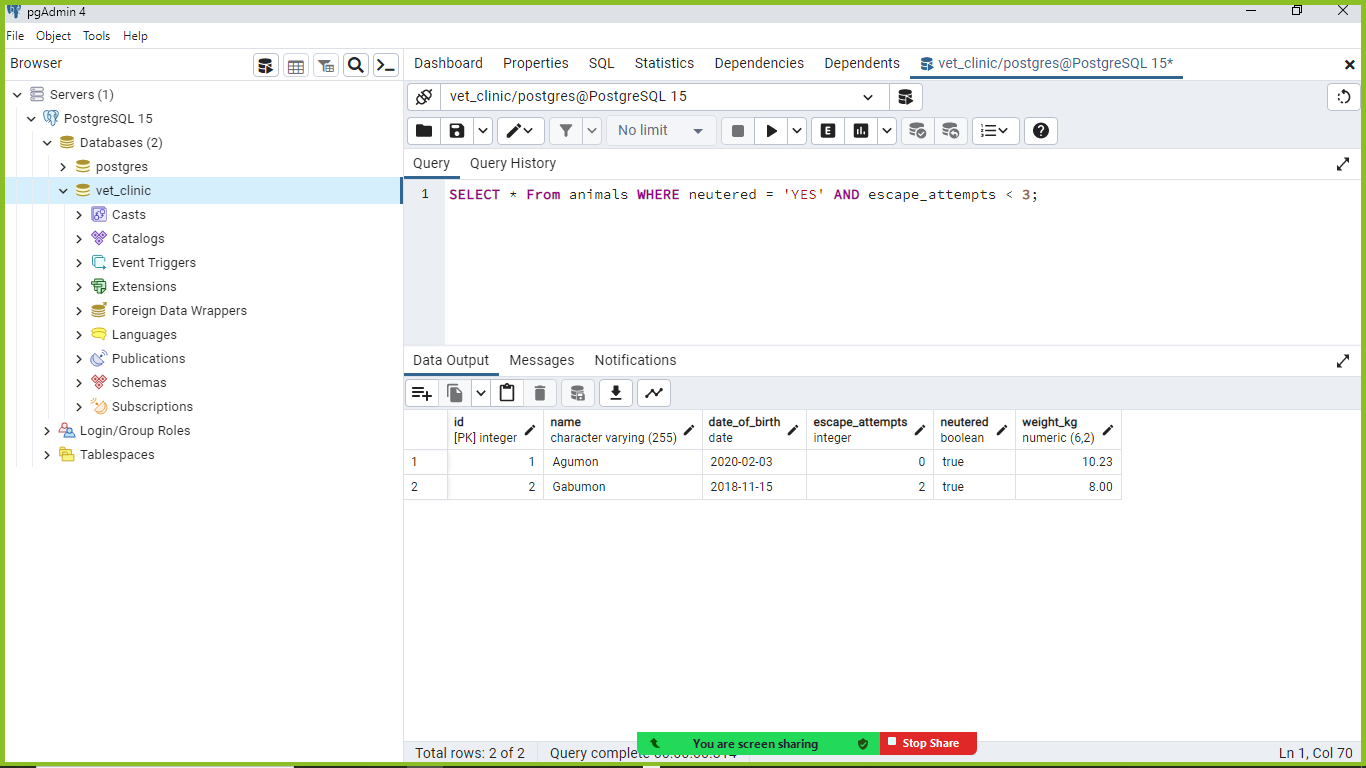 pgAdmin 4
File Object Tools Help
Browser
Dashboard Properties SQL Statistics Dependencies Dependents vet_clinic/postgres@PostgreSQL 15*
Servers (1)
PostgreSQL 15
Databases (2)
postgres
vet_clinic
Casts
Catalogs
Event Triggers
Extensions
Foreign Data Wrappers
Languages
Publications
Schemas
Subscriptions
Login/Group Roles
Tablespaces
vet_clinic/postgres@PostgreSQL 15
No limit
E
Query Query History
1 SELECT * From animals WHERE neutered = 'YES' AND escape_attempts < 3;
Data Output Messages Notifications
id name date_of_birth escape_attempts neutered weight_kg
[PK] integer character varying (255) date integer boolean numeric (6,2)
1 1 Agumon 2020-02-03 0 true 10.23
2 2 Gabumon 2018-11-15 2 true 8.00
You are screen sharing Stop Share
Total rows: 2 of 2 Query complete Ln 1, Col 70